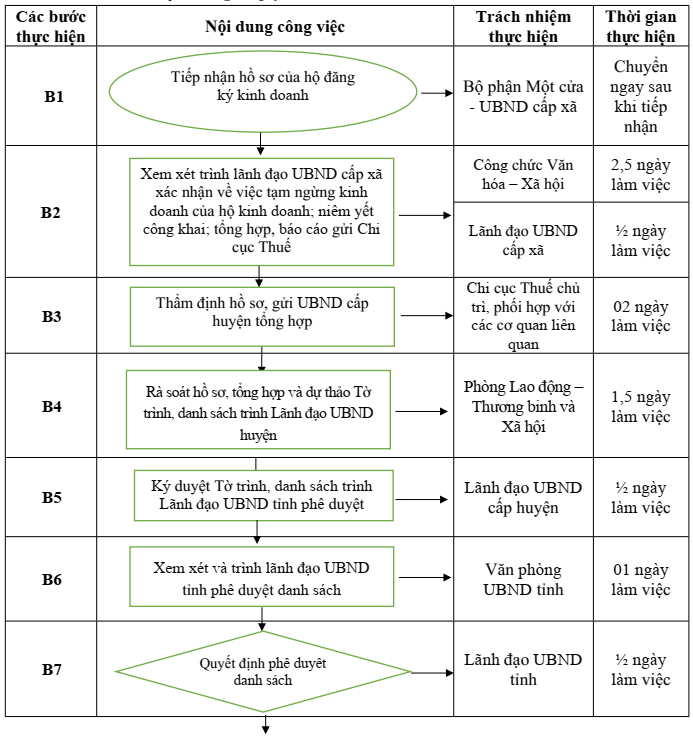 Các bước
thực hiện
Nội dung công việc
Trách nhiệm
thực hiện
Thời gian
thực hiện
B1
Tiếp nhận hồ sơ của hộ đăng
ký kinh doanh
Bộ phận Một cửa
- UBND cấp xã
Chuyển
ngay sau
khi tiếp
nhận
B2
Xem xét trình lãnh đạo UBND cấp xã
xác nhận về việc tạm ngừng kinh
doanh của hộ kinh doanh; niêm yết
công khai; tổng hợp, báo cáo gửi Chi
cục Thuế
Công chức Văn
hóa – Xã hội
2,5 ngày
làm việc
Lãnh đạo UBND
cấp xã
½ ngày
làm việc
B3
Thẩm định hồ sơ, gửi UBND cấp
huyện tổng hợp
Chi cục Thuế chủ
trì, phối hợp với
các cơ quan liên
quan
02 ngày
làm việc
B4
Rà soát hồ sơ, tổng hợp và dự thảo Tờ
trình, danh sách trình Lãnh đạo UBND
huyện
Phòng Lao động –
Thương binh và
Xã hội
1,5 ngày
làm việc
B5
Ký duyệt Tờ trình, danh sách trình
Lãnh đạo UBND tỉnh phê duyệt
Lãnh đạo UBND
cấp huyện
½ ngày
làm việc
B6
Xem xét và trình lãnh đạo UBND
tỉnh phê duyệt danh sách
Văn phòng
UBND tỉnh
01 ngày
làm việc
B7
Quyết định phê duyêt
danh sách
Lãnh đạo UBND
tỉnh
½ ngày
làm việc